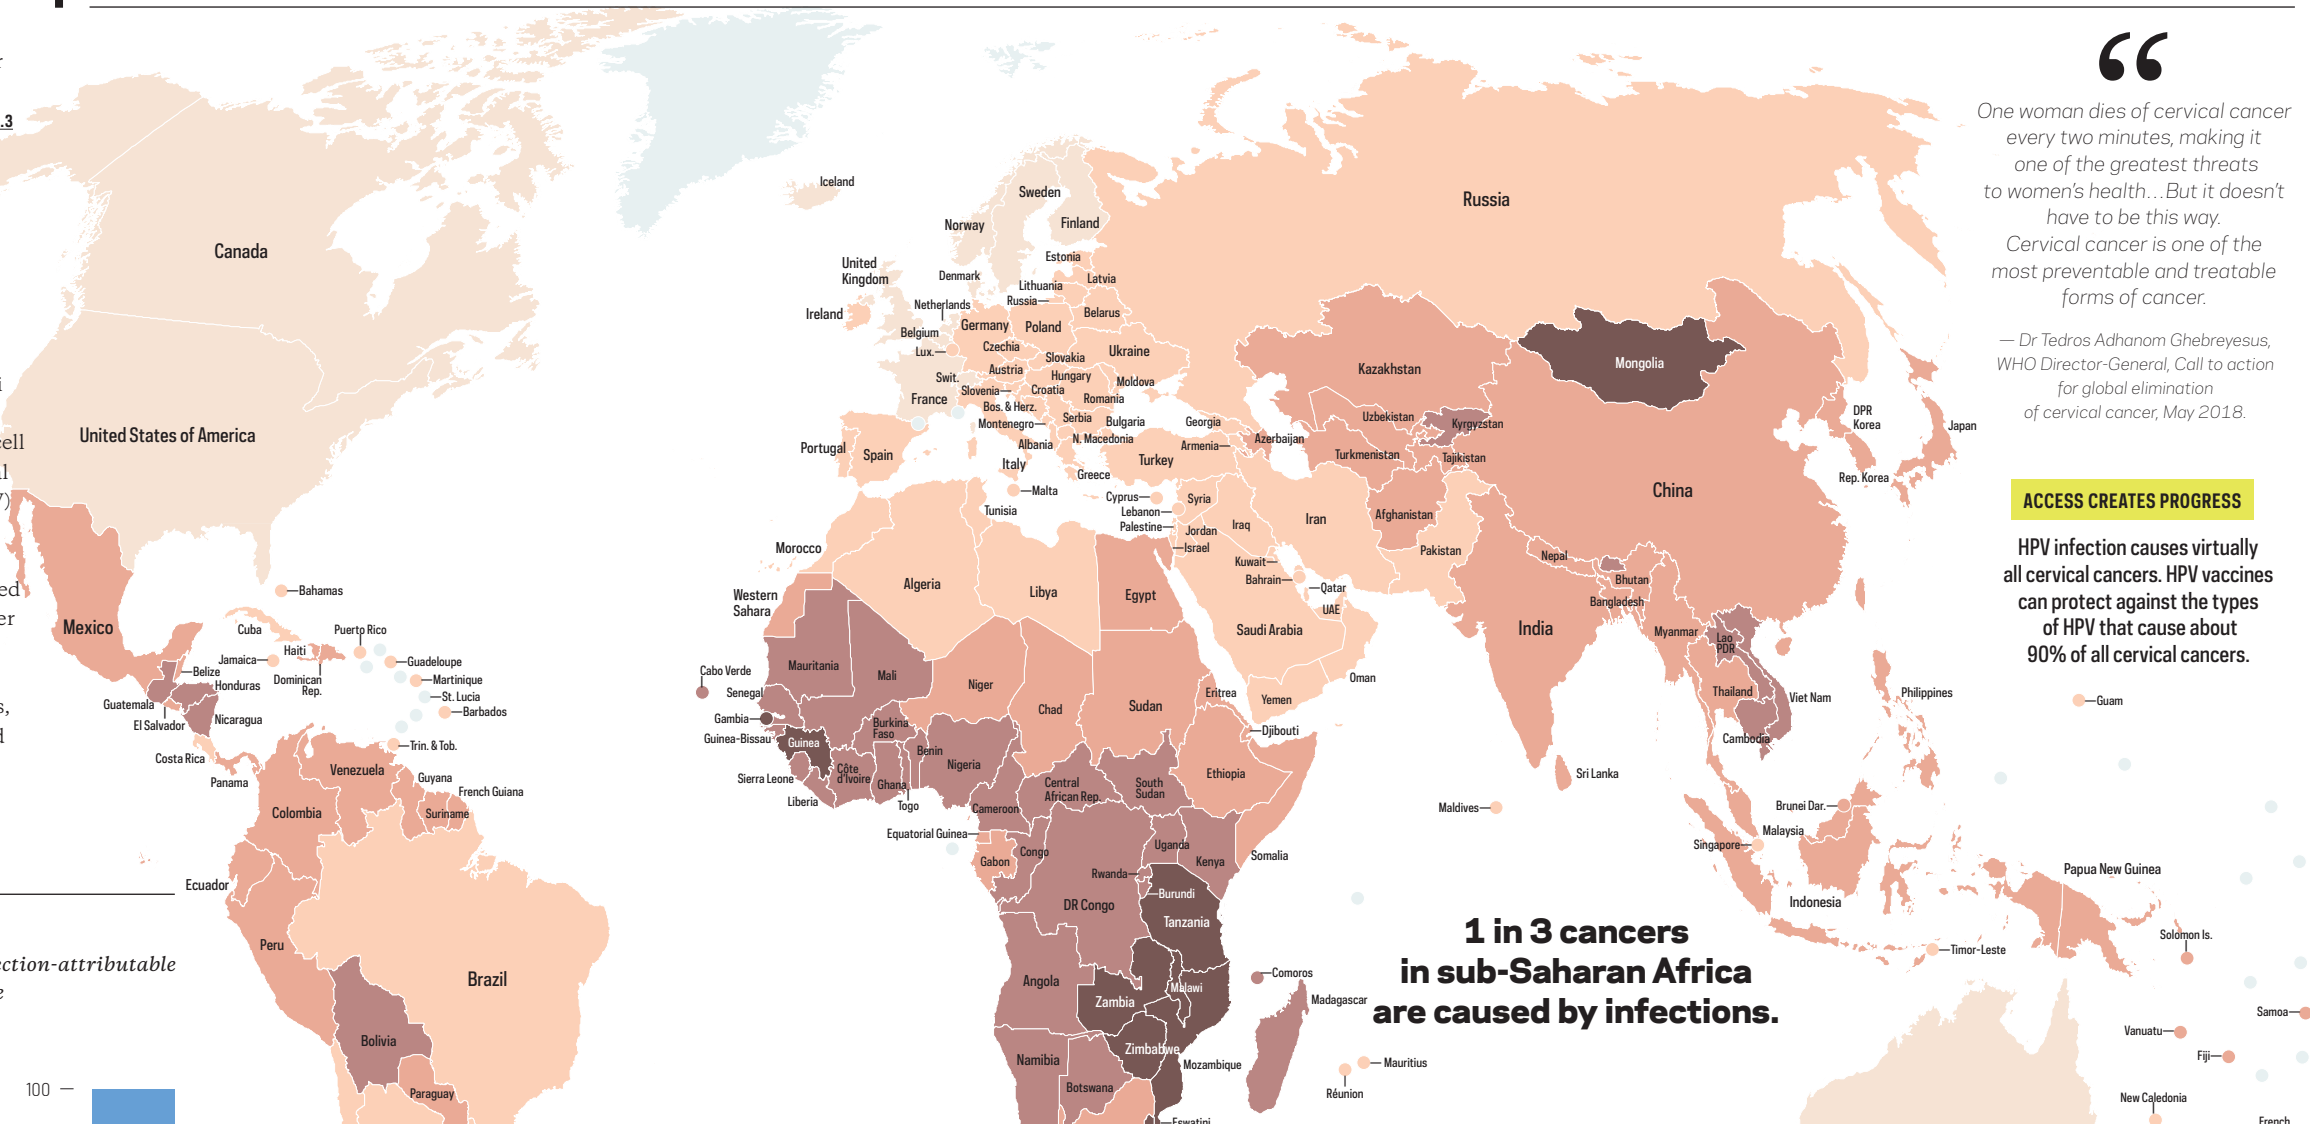 .3
cell
ed
er
s,
ection-attributable
e
100
Canada
United States of America
Mexico
Bahamas
Cuba
Puerto Rico
Haiti
Jamaica
Guadeloupe
Belize
Dominican
Rep.
Martinique
Honduras
St. Lucia
Guatemala
Barbados
El Salvador
Nicaragua
Trin. & Tob.
Costa Rica
Panama
Venezuela
Guyana
French Guiana
Colombia
Suriname
Ecuador
Peru
Brazil
Bolivia
Paraguay
Iceland
Sweden
Norway
Finland
United
Kingdom
Estonia
Denmark
Latvia
Lithuania
Russia
Netherlands
Ireland
Belarus
Belgium
Germany
Poland
Lux.
Czechia
Ukraine
Slovakia
Austria
Swit.
Hungary
Moldova
Slovenia
Croatia
France
Romania
Bos. & Herz.
Serbia
Bulgaria
Montenegro
Georgia
Portugal
Spain
Albania
N. Macedonia
Armenia
Azerbaijan
Italy
Turkey
Greece
Malta
Cyprus
Syria
Tunisia
Lebanon
Palestine
Jordan
Iraq
Iran
Israel
Morocco
Kuwait
Bahrain
Qatar
UAE
Algeria
Libya
Egypt
Western
Sahara
Saudi Arabia
Oman
Yemen
Mauritania
Mali
Niger
Chad
Sudan
Eritrea
Djibouti
Cabo Verde
Senegal
Gambia
Guinea-Bissau
Guinea
Burkina
Faso
Benin
Nigeria
Sierra Leone
Côte
d'Ivoire
Ghana
Liberia
Togo
Cameroon
Central
African Rep.
South
Sudan
Ethiopia
Equatorial Guinea
Gabon
Congo
Uganda
Kenya
Somalia
Rwanda
Burundi
DR Congo
Tanzania
Angola
Zambia
Malawi
Comoros
Madagascar
Zimbabwe
Mozambique
Namibia
Botswana
Mauritius
Réunion
Eswatini
Russia
Kazakhstan
Mongolia
Uzbekistan
Kyrgyzstan
Turkmenistan
Tajikistan
China
DPR
Korea
Japan
Rep. Korea
Afghanistan
Pakistan
Nepal
Bhutan
Bangladesh
India
Myanmar
Lao
PDR
Thailand
Viet Nam
Cambodia
Philippines
Guam
Sri Lanka
Maldives
Brunei Dar.
Malaysia
Singapore
Indonesia
Papua New Guinea
Timor-Leste
Solomon Is.
Samoa
Vanuatu
Fiji
New Caledonia
French
1 in 3 cancers
in sub-Saharan Africa
are caused by infections.
“
One woman dies of cervical cancer
every two minutes, making it
one of the greatest threats
to women’s health...But it doesn’t
have to be this way.
Cervical cancer is one of the
most preventable and treatable
forms of cancer.
— Dr Tedros Adhanom Ghebreyesus,
WHO Director-General, Call to action
for global elimination
of cervical cancer, May 2018.
ACCESS CREATES PROGRESS
HPV infection causes virtually
all cervical cancers. HPV vaccines
can protect against the types
of HPV that cause about
90% of all cervical cancers.